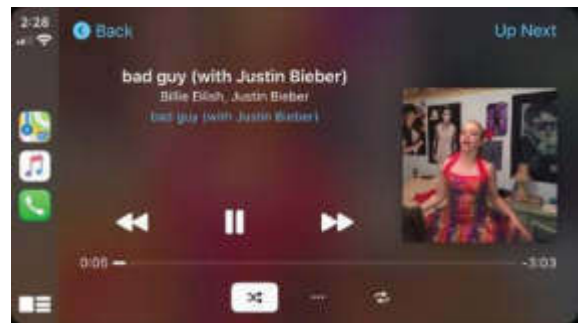 2:28
Back
Up Next
bad guy (with Justin Bieber)
Billie Eilish, Justin Bieber
bad guy (with Justin Bieber)
0:06
-3:03